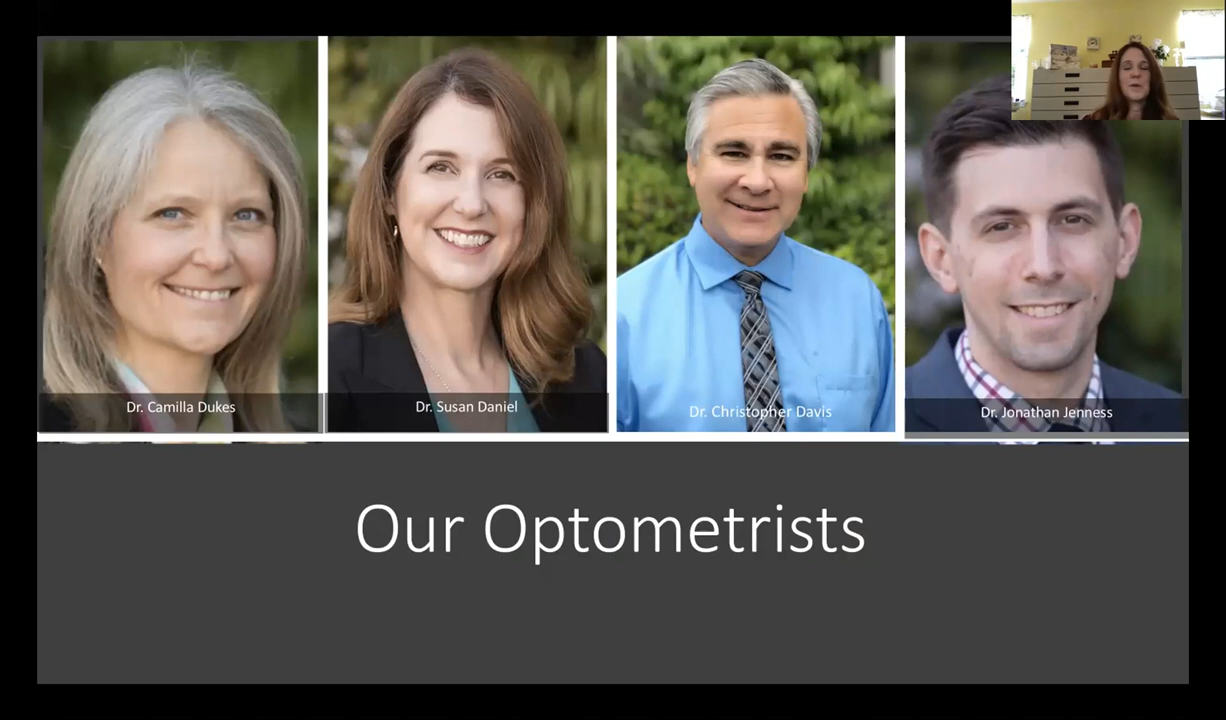 Dr. Camilla Dukes
Dr. Susan Daniel
Dr. Christopher Davis
Dr. Jonathan Jenness
Our Optometrists